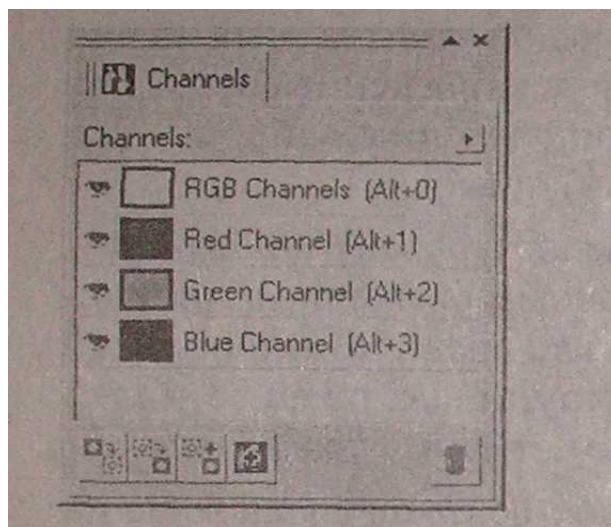 Channels
Channels:
RGB Channels (Alt+0)
Red Channel (Alt+1)
Green Channel (Alt+2)
Blue Channel (Alt+3)